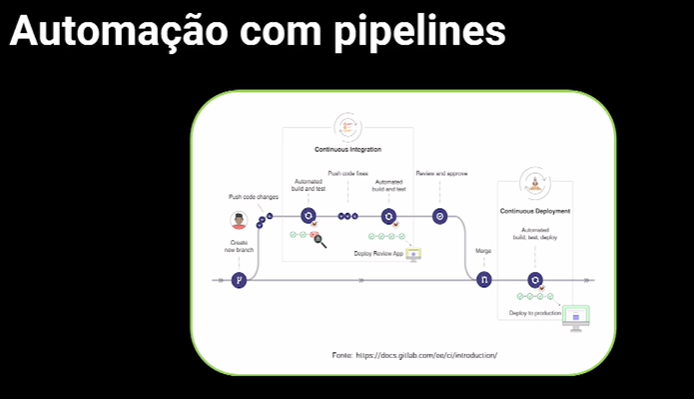 Automação com pipelines
Continuous Integration
Push code fixes
Review and approve
Automated
build and test
Automated
build and test
Push code changes
Continuous Deployment
Create
new branch
Automated
build, test, deploy
Deploy Review App
Merge
Deploy to production
Fonte: https://docs.gitlab.com/ee/ci/introduction/